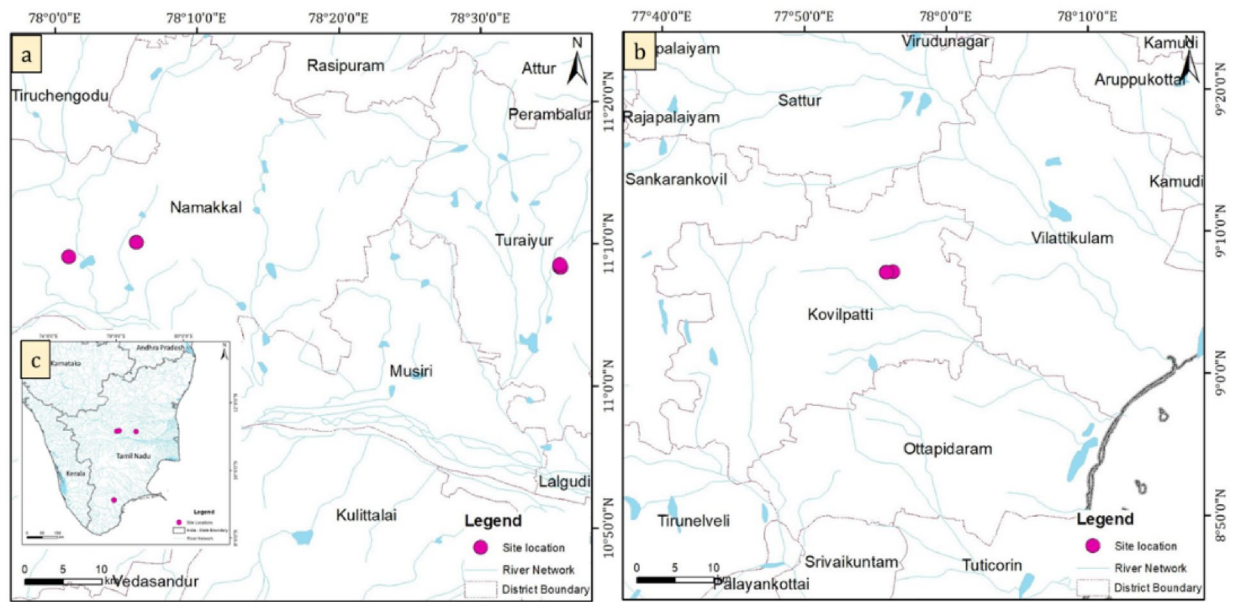 78°0'0"E 78°10'0"E 78°20'0"E 78°30'0"E
a
N
Rasipuram
Attur
Tiruchengodu
Perambalur
11°20'0"N
Namakkal
Turaiyur
11°10'0"N
Musiri
11°0'0"N
Lalgudi
Kulittalai
10°50'0"N
Legend
Site location
River Network
District Boundary
0 5 10
km
Vedasandur
c
Andhra Pradesh
Karnataka
Tamil Nadu
Kerala
Legend
Site Location
India - State Boundary
River Network
77°40'0"E 77°50'0"E 78°0'0"E 78°10'0"E
b
N
palaiyam
Virudunagar
Kamudi
Aruppukottai
9°20'0"N
Sattur
Rajapalaiyam
Sankarankovil
Kamudi
9°10'0"N
Vilattikulam
Kovilpatti
9°0'0"N
Ottapidaram
8°50'0"N
Tirunelveli
Srivaikuntam
Tuticorin
Palayankottai
Legend
Site location
River Network
District Boundary
0 5 10